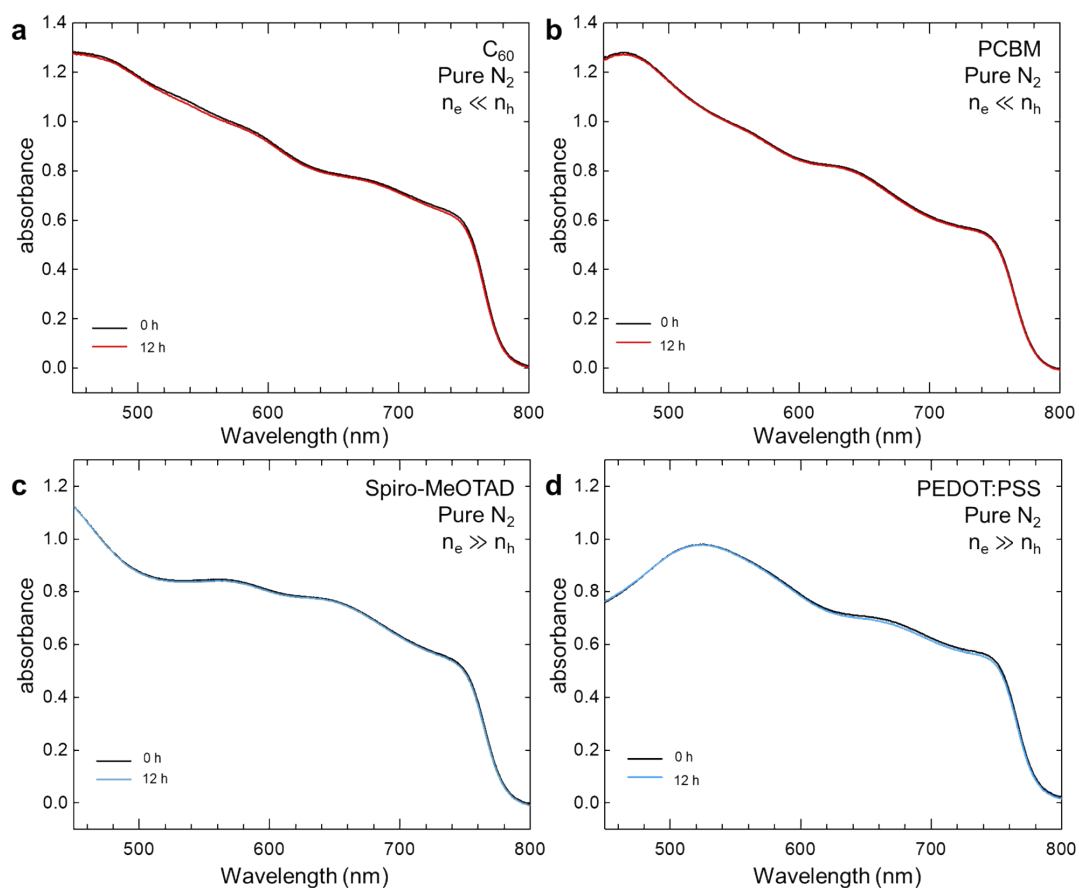 a
C₆₀
Pure N₂
nₑ ≪ nₕ
1.4
1.2
1.0
0.8
0.6
0.4
0.2
0.0
absorbance
0 h
12 h
500 600 700 800
Wavelength (nm)
b
PCBM
Pure N₂
nₑ ≪ nₕ
1.4
1.2
1.0
0.8
0.6
0.4
0.2
0.0
absorbance
0 h
12 h
500 600 700 800
Wavelength (nm)
c
Spiro-MeOTAD
Pure N₂
nₑ ≫ nₕ
1.2
1.0
0.8
0.6
0.4
0.2
0.0
absorbance
0 h
12 h
500 600 700 800
Wavelength (nm)
d
PEDOT:PSS
Pure N₂
nₑ ≫ nₕ
1.2
1.0
0.8
0.6
0.4
0.2
0.0
absorbance
0 h
12 h
500 600 700 800
Wavelength (nm)